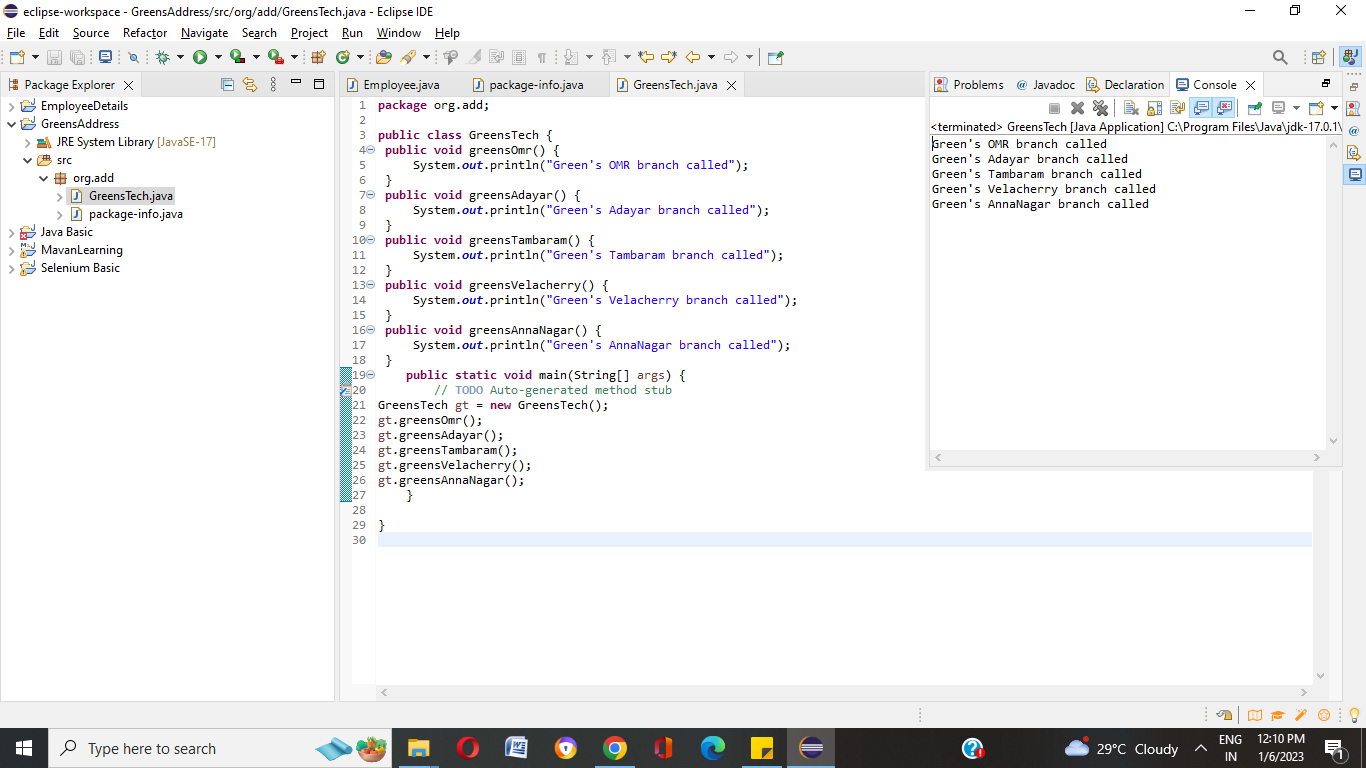 eclipse-workspace - GreensAddress/src/org/add/GreensTech.java - Eclipse IDE
File Edit Source Refactor Navigate Search Project Run Window Help
Package Explorer
EmployeeDetails
GreensAddress
JRE System Library [JavaSE-17]
src
org.add
GreensTech.java
package-info.java
Java Basic
MavanLearning
Selenium Basic
Employee.java package-info.java GreensTech.java
1 package org.add;
2
3 public class GreensTech {
4 public void greensOmr() {
5 System.out.println("Green's OMR branch called");
6 }
7 public void greensAdayar() {
8 System.out.println("Green's Adayar branch called");
9 }
10 public void greensTambaram() {
11 System.out.println("Green's Tambaram branch called");
12 }
13 public void greensVelacherry() {
14 System.out.println("Green's Velacherry branch called");
15 }
16 public void greensAnnaNagar() {
17 System.out.println("Green's AnnaNagar branch called");
18 }
19 public static void main(String[] args) {
20 // TODO Auto-generated method stub
21 GreensTech gt = new GreensTech();
22 gt.greensOmr();
23 gt.greensAdayar();
24 gt.greensTambaram();
25 gt.greensVelacherry();
26 gt.greensAnnaNagar();
27 }
28
29 }
30
Problems Javadoc Declaration Console
<terminated> GreensTech [Java Application] C:\Program Files\Java\jdk-17.0.1\
Green's OMR branch called
Green's Adayar branch called
Green's Tambaram branch called
Green's Velacherry branch called
Green's AnnaNagar branch called
Type here to search
29°C Cloudy
ENG
IN
12:10 PM
1/6/2023
1